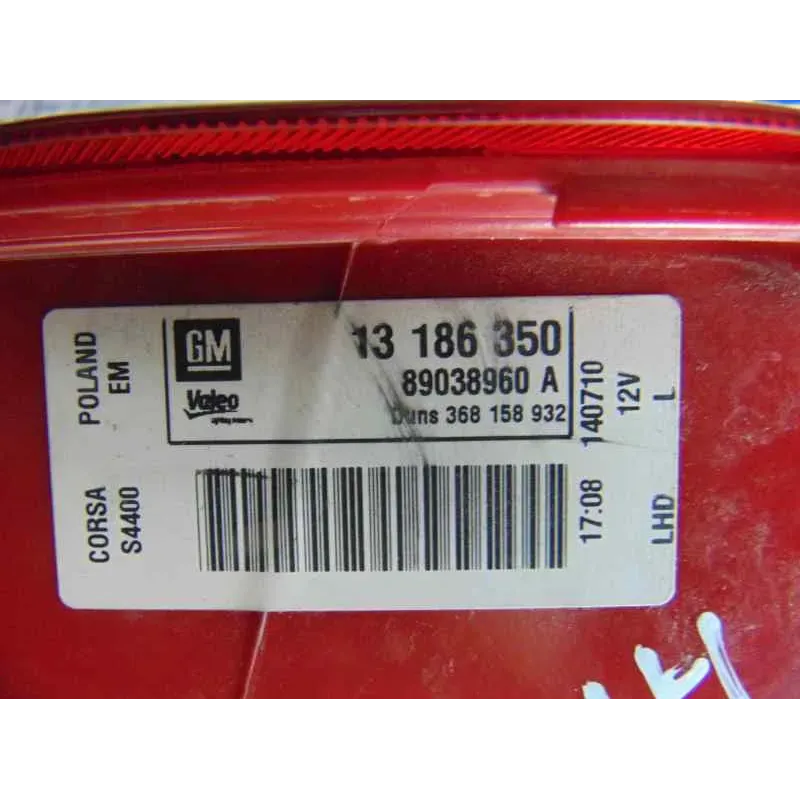 POLAND
EM
GM
Valeo
13 186 350
89038960 A
Duns 368 158 932
140710
12V
L
CORSA
S4400
17:08
LHD